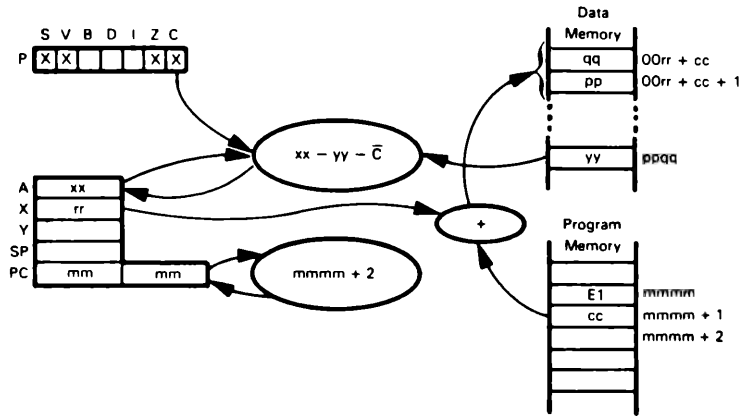 S V B D I Z C
P X X X X
Data
Memory
qq 00rr + cc
pp 00rr + cc + 1
xx − yy − C̅
yy ppqq
A xx
X rr
Y
SP
PC mm mm
mmmm + 2
+
Program
Memory
E1 mmmm
cc mmmm + 1
mmmm + 2